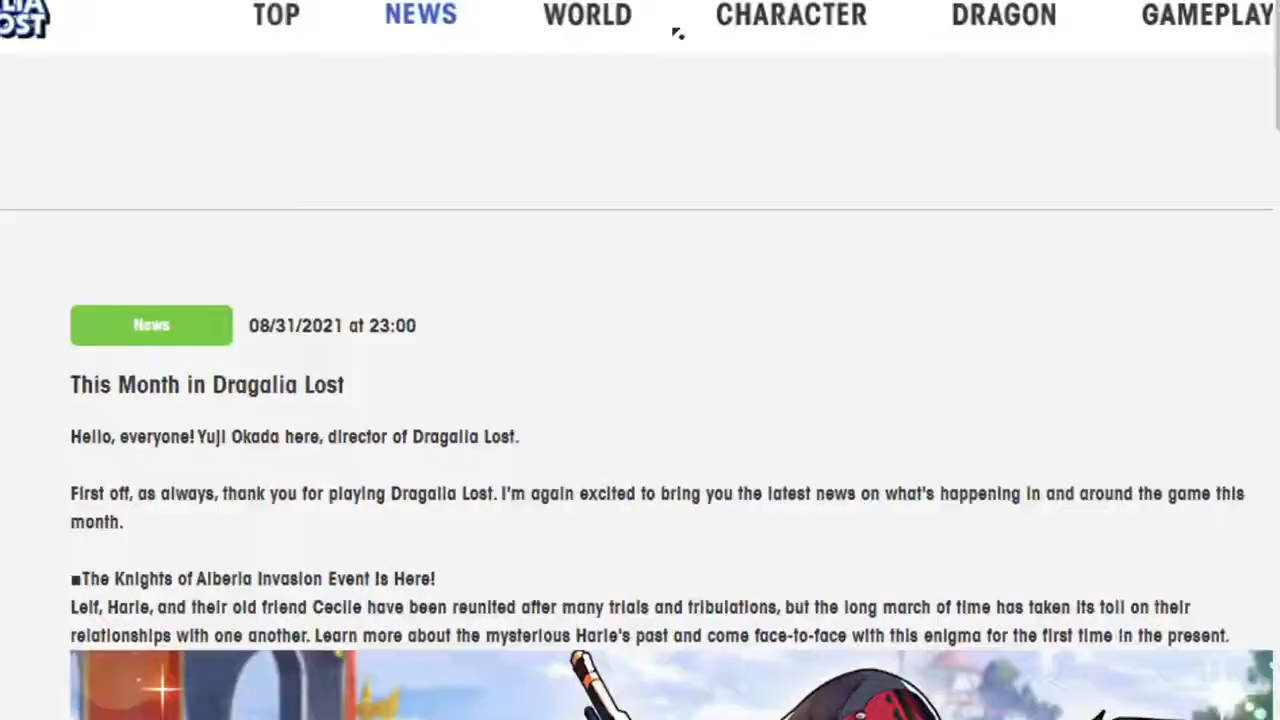 LIA
OST
TOP NEWS WORLD CHARACTER DRAGON GAMEPLAY
News 08/31/2021 at 23:00
This Month in Dragalia Lost
Hello, everyone! Yuji Okada here, director of Dragalia Lost.
First off, as always, thank you for playing Dragalia Lost. I'm again excited to bring you the latest news on what's happening in and around the game this
month.
■The Knights of Alberia Invasion Event Is Here!
Leif, Harle, and their old friend Cecile have been reunited after many trials and tribulations, but the long march of time has taken its toll on their
relationships with one another. Learn more about the mysterious Harle's past and come face-to-face with this enigma for the first time in the present.